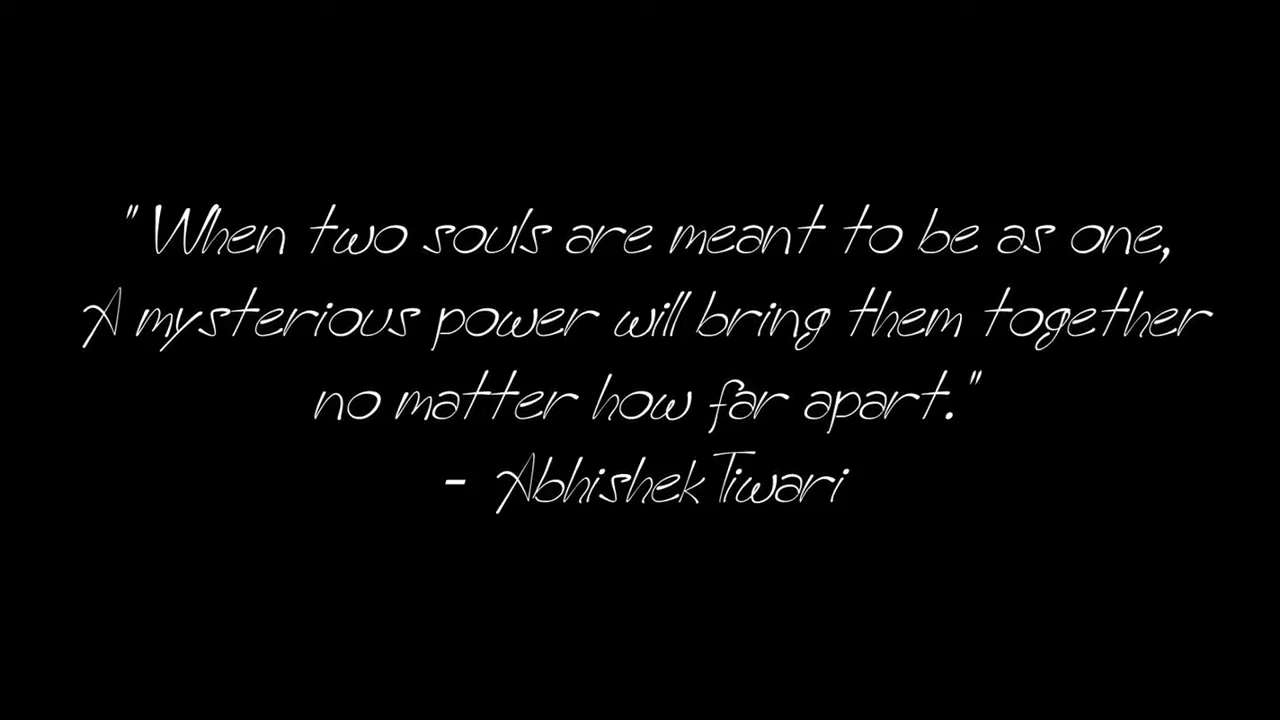 "When two souls are meant to be as one,
A mysterious power will bring them together
no matter how far apart."
- Abhishek Tiwari